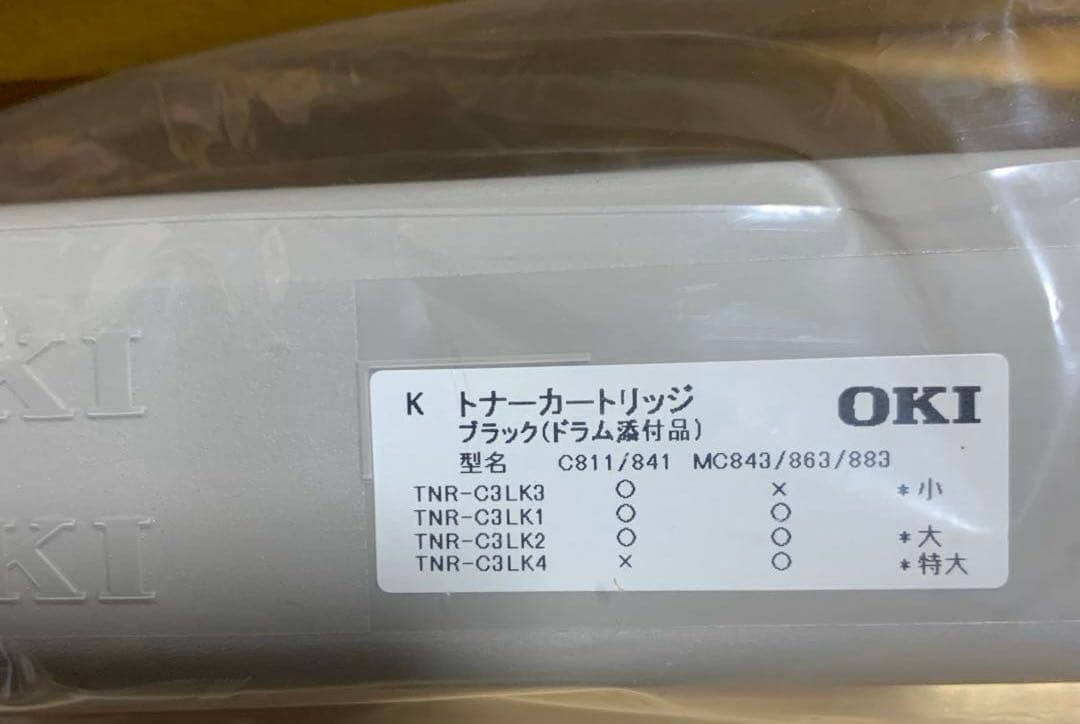 K トナーカートリッジ OKI
ブラック(ドラム添付品)
型名 C811/841 MC843/863/883
TNR-C3LK3 ○ × *小
TNR-C3LK1 ○ ○
TNR-C3LK2 ○ ○ *大
TNR-C3LK4 × ○ *特大
KI
KI